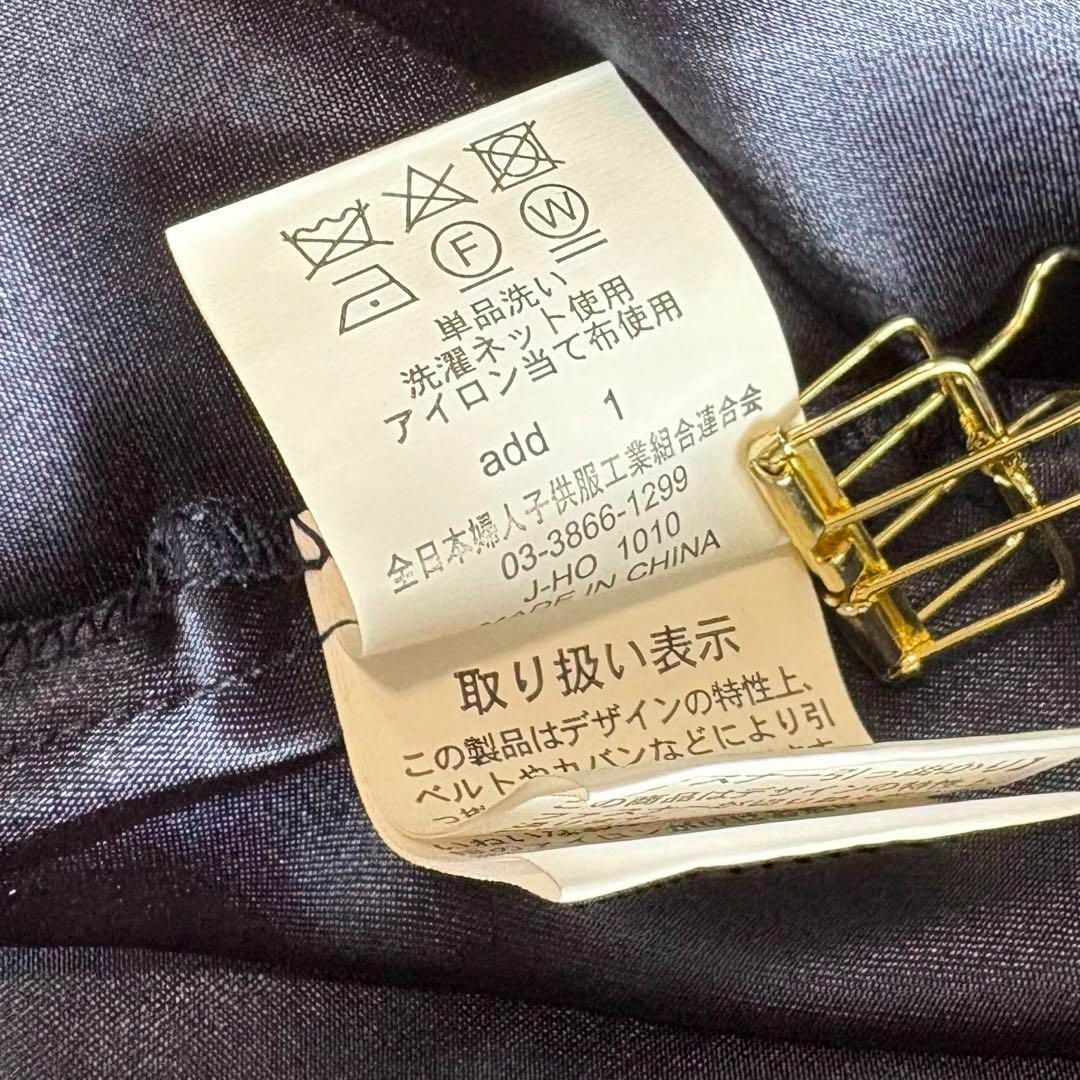 F
W
単品洗い
洗濯ネット使用
アイロン当て布使用
add 1
全日本婦人子供服工業組合連合会
03-3866-1299
J-HO 1010
MADE IN CHINA
取り扱い表示
この製品はデザインの特性上、
ベルトやカバンなどにより引